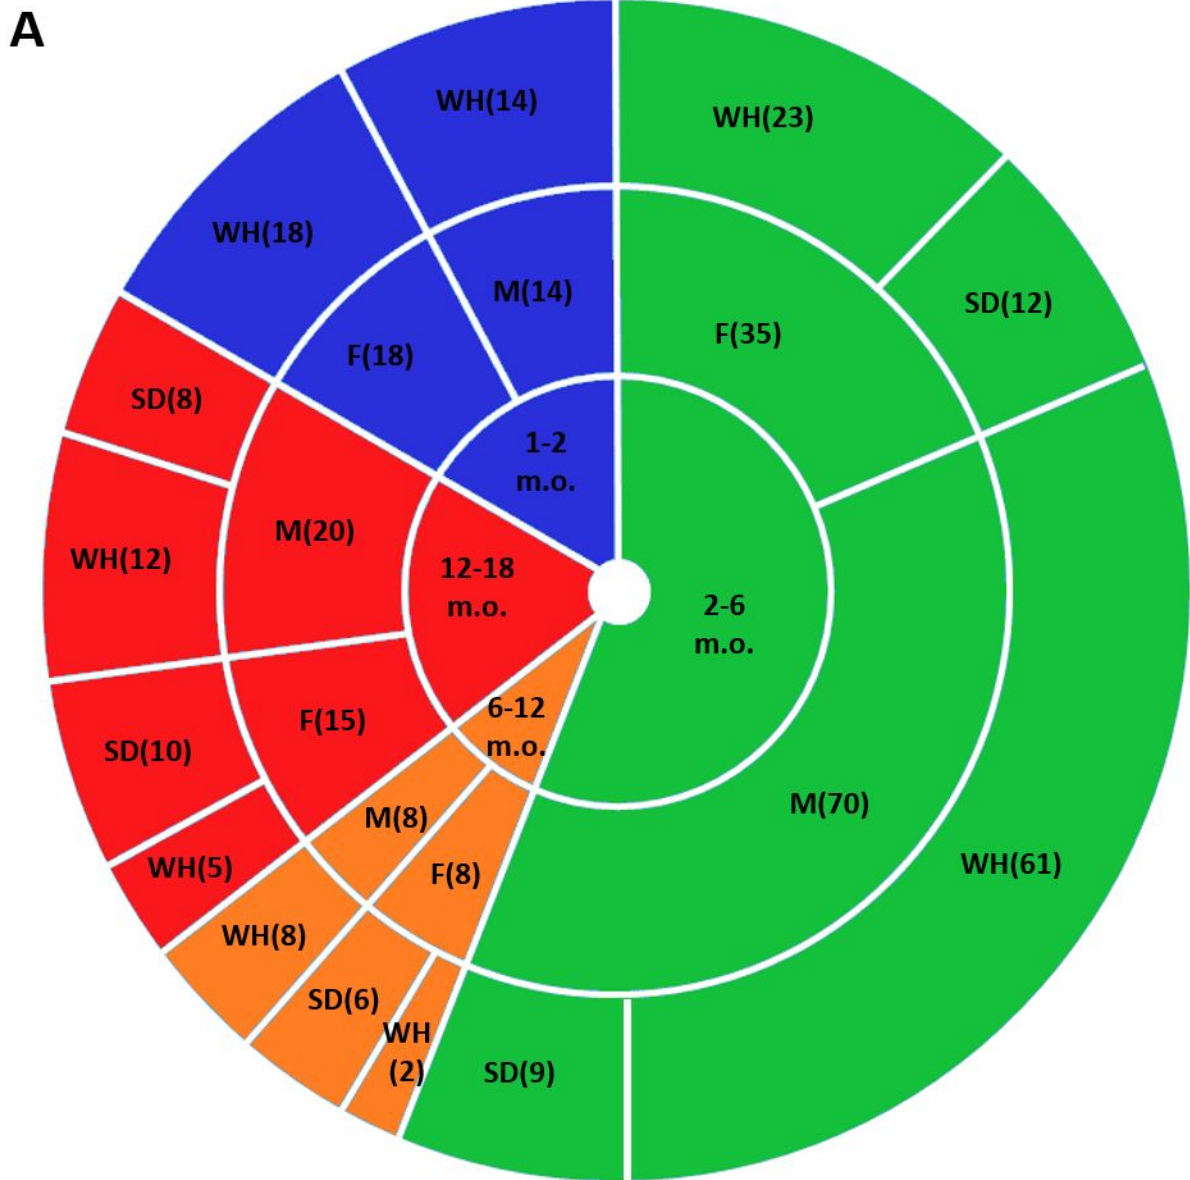 A
WH(14)
WH(23)
WH(18)
M(14)
SD(12)
F(35)
F(18)
SD(8)
1-2
m.o.
M(20)
WH(12)
12-18
m.o.
2-6
m.o.
F(15)
6-12
m.o.
SD(10)
M(8)
M(70)
WH(5)
F(8)
WH(61)
WH(8)
SD(6)
WH
(2)
SD(9)